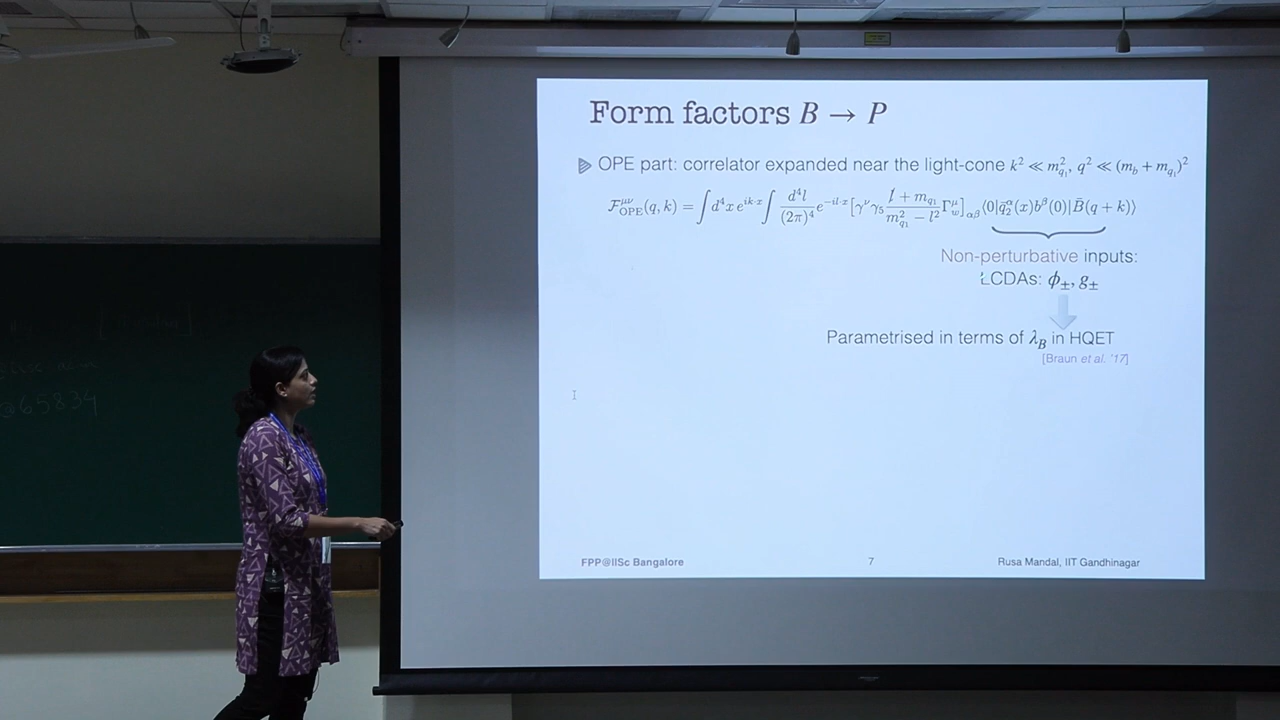 Form factors B → P
OPE part: correlator expanded near the light-cone k² ≪ m²_{q₁}, q² ≪ (m_b + m_{q₁})²
𝓕^{μν}_{OPE}(q, k) = ∫ d⁴x e^{ik·x} ∫ d⁴l/(2π)⁴ e^{-il·x} [γ^ν γ₅ (l̸ + m_{q₁})/(m²_{q₁} − l²) Γ^μ_w]_{αβ} ⟨0|q̄₂^α(x)b^β(0)|B̄(q + k)⟩
Non-perturbative inputs:
LCDAs: ϕ±, g±
Parametrised in terms of λ_B in HQET
[Braun et al. '17]
FPP@IISc Bangalore 7 Rusa Mandal, IIT Gandhinagar
@65834